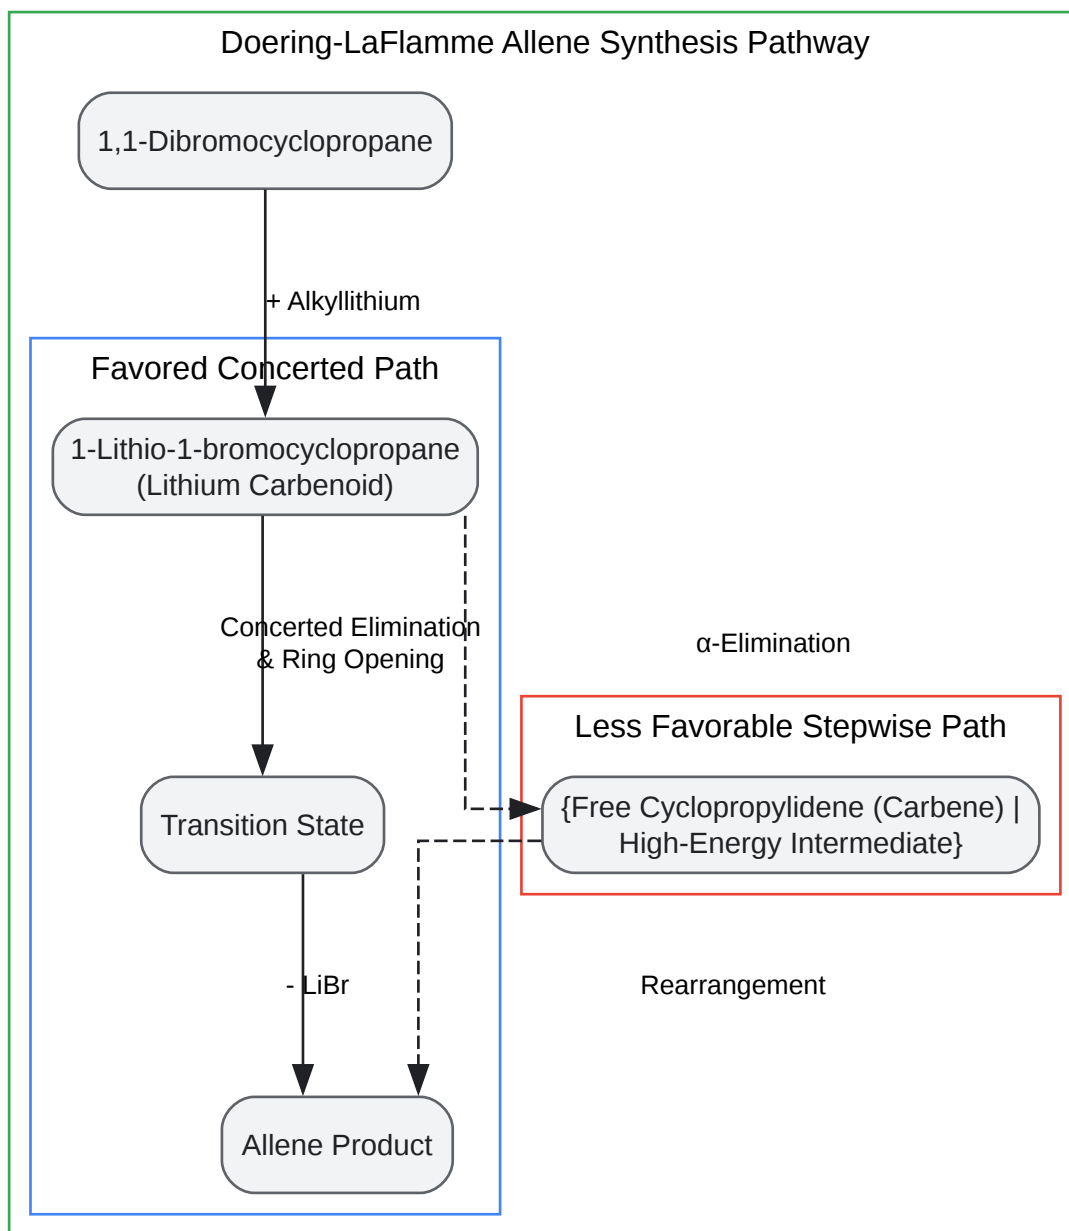 Doering-LaFlamme Allene Synthesis Pathway
1,1-Dibromocyclopropane
+ Alkyllithium
Favored Concerted Path
1-Lithio-1-bromocyclopropane
(Lithium Carbenoid)
Concerted Elimination
& Ring Opening
α-Elimination
Less Favorable Stepwise Path
Transition State
{Free Cyclopropylidene (Carbene) |
High-Energy Intermediate}
- LiBr
Rearrangement
Allene Product